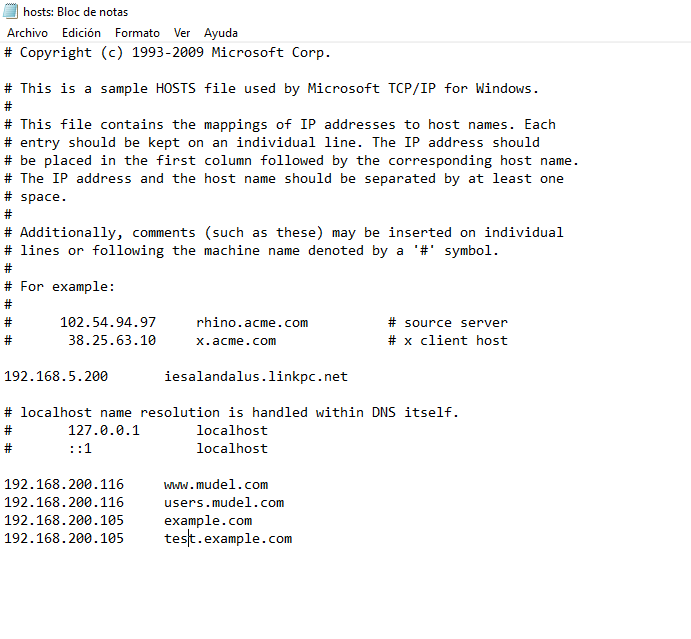 hosts: Bloc de notas
Archivo Edición Formato Ver Ayuda
# Copyright (c) 1993-2009 Microsoft Corp.
# This is a sample HOSTS file used by Microsoft TCP/IP for Windows.
#
# This file contains the mappings of IP addresses to host names. Each
# entry should be kept on an individual line. The IP address should
# be placed in the first column followed by the corresponding host name.
# The IP address and the host name should be separated by at least one
# space.
#
# Additionally, comments (such as these) may be inserted on individual
# lines or following the machine name denoted by a '#' symbol.
#
# For example:
#
#      102.54.94.97     rhino.acme.com          # source server
#       38.25.63.10     x.acme.com              # x client host
192.168.5.200       iesalandalus.linkpc.net
# localhost name resolution is handled within DNS itself.
#       127.0.0.1       localhost
#       ::1             localhost
192.168.200.116     www.mudel.com
192.168.200.116     users.mudel.com
192.168.200.105     example.com
192.168.200.105     test.example.com